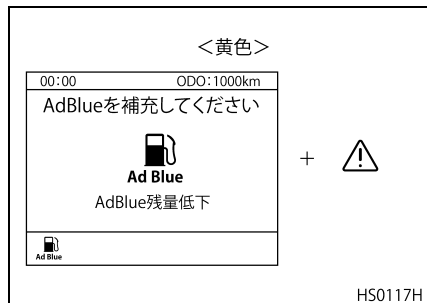 ＜黄色＞
00:00 ODO:1000km
AdBlueを補充してください
Ad Blue
AdBlue残量低下
+
Ad Blue
HS0117H